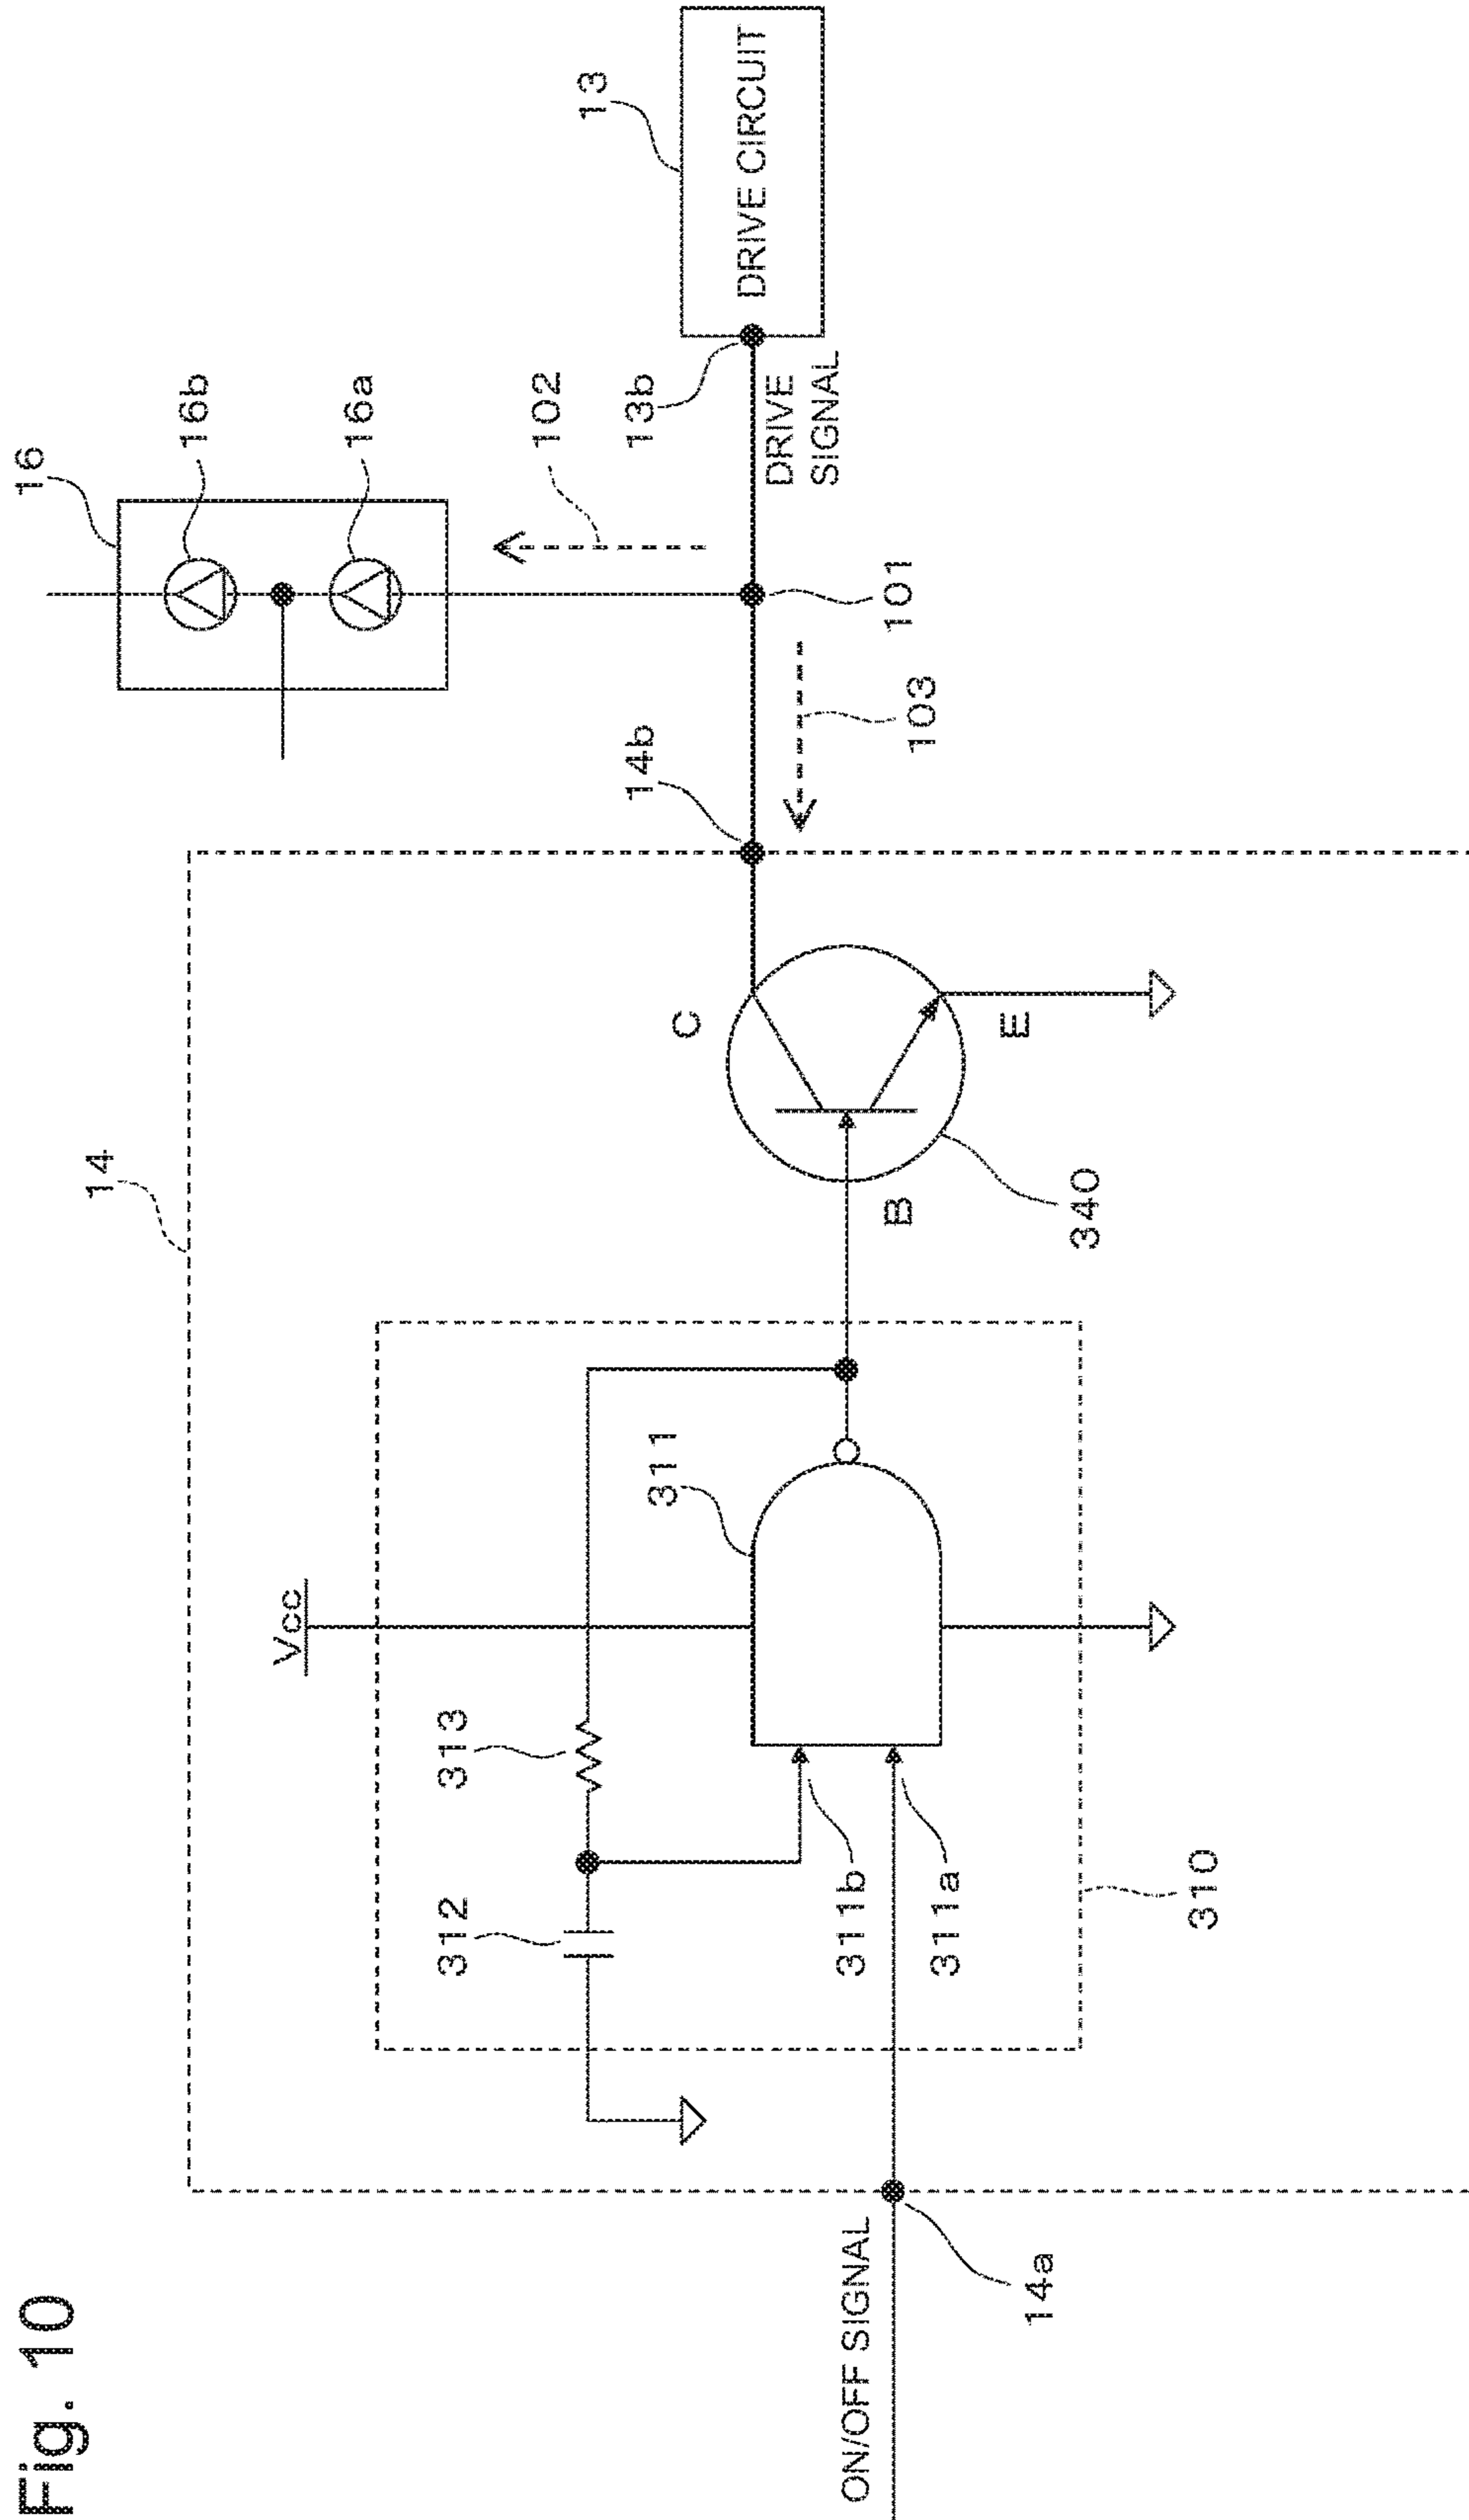 Fig. 10
14
16
16b
16a
102
13
13b
DRIVE CIRCUIT
DRIVE
SIGNAL
101
103
14b
C
B
E
340
Vcc
313
312
311
311b
311a
310
ON/OFF SIGNAL
14a